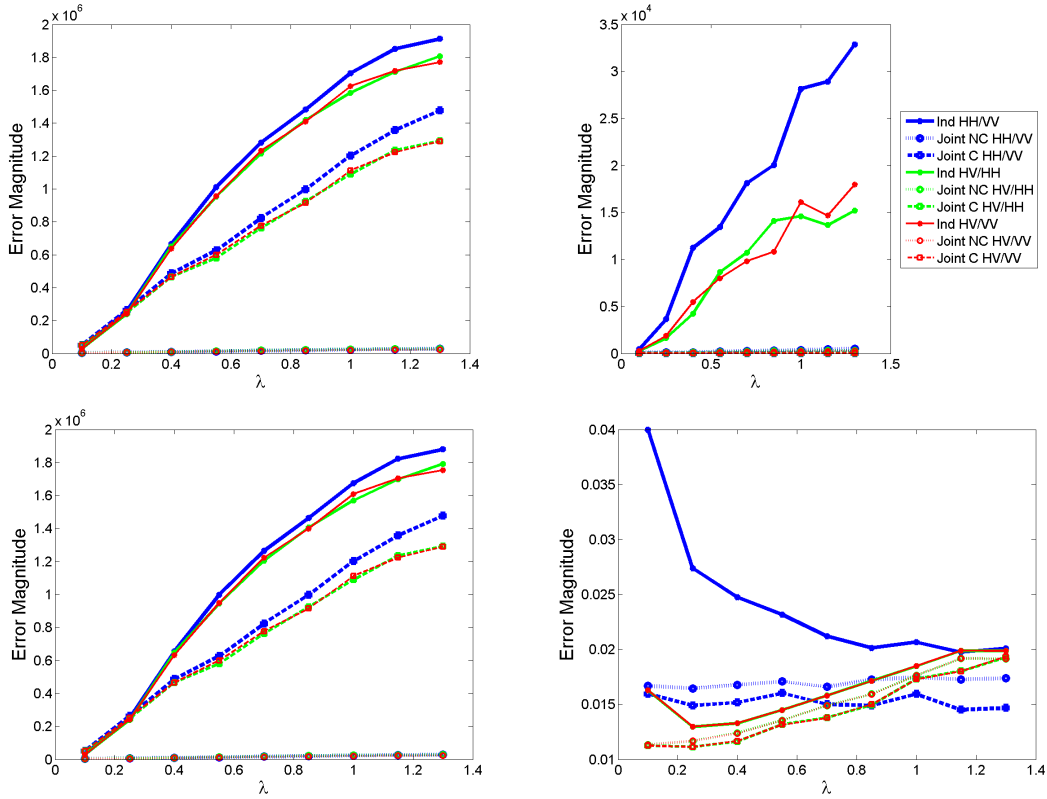 x 10^6
2
1.8
1.6
1.4
1.2
1
0.8
0.6
0.4
0.2
0
0 0.2 0.4 0.6 0.8 1 1.2 1.4
Error Magnitude
λ
x 10^4
3.5
3
2.5
2
1.5
1
0.5
0
0 0.5 1 1.5
Error Magnitude
λ
Ind HH/VV
Joint NC HH/VV
Joint C HH/VV
Ind HV/HH
Joint NC HV/HH
Joint C HV/HH
Ind HV/VV
Joint NC HV/VV
Joint C HV/VV
x 10^6
2
1.8
1.6
1.4
1.2
1
0.8
0.6
0.4
0.2
0
0 0.2 0.4 0.6 0.8 1 1.2 1.4
Error Magnitude
λ
0.04
0.035
0.03
0.025
0.02
0.015
0.01
0 0.2 0.4 0.6 0.8 1 1.2 1.4
Error Magnitude
λ